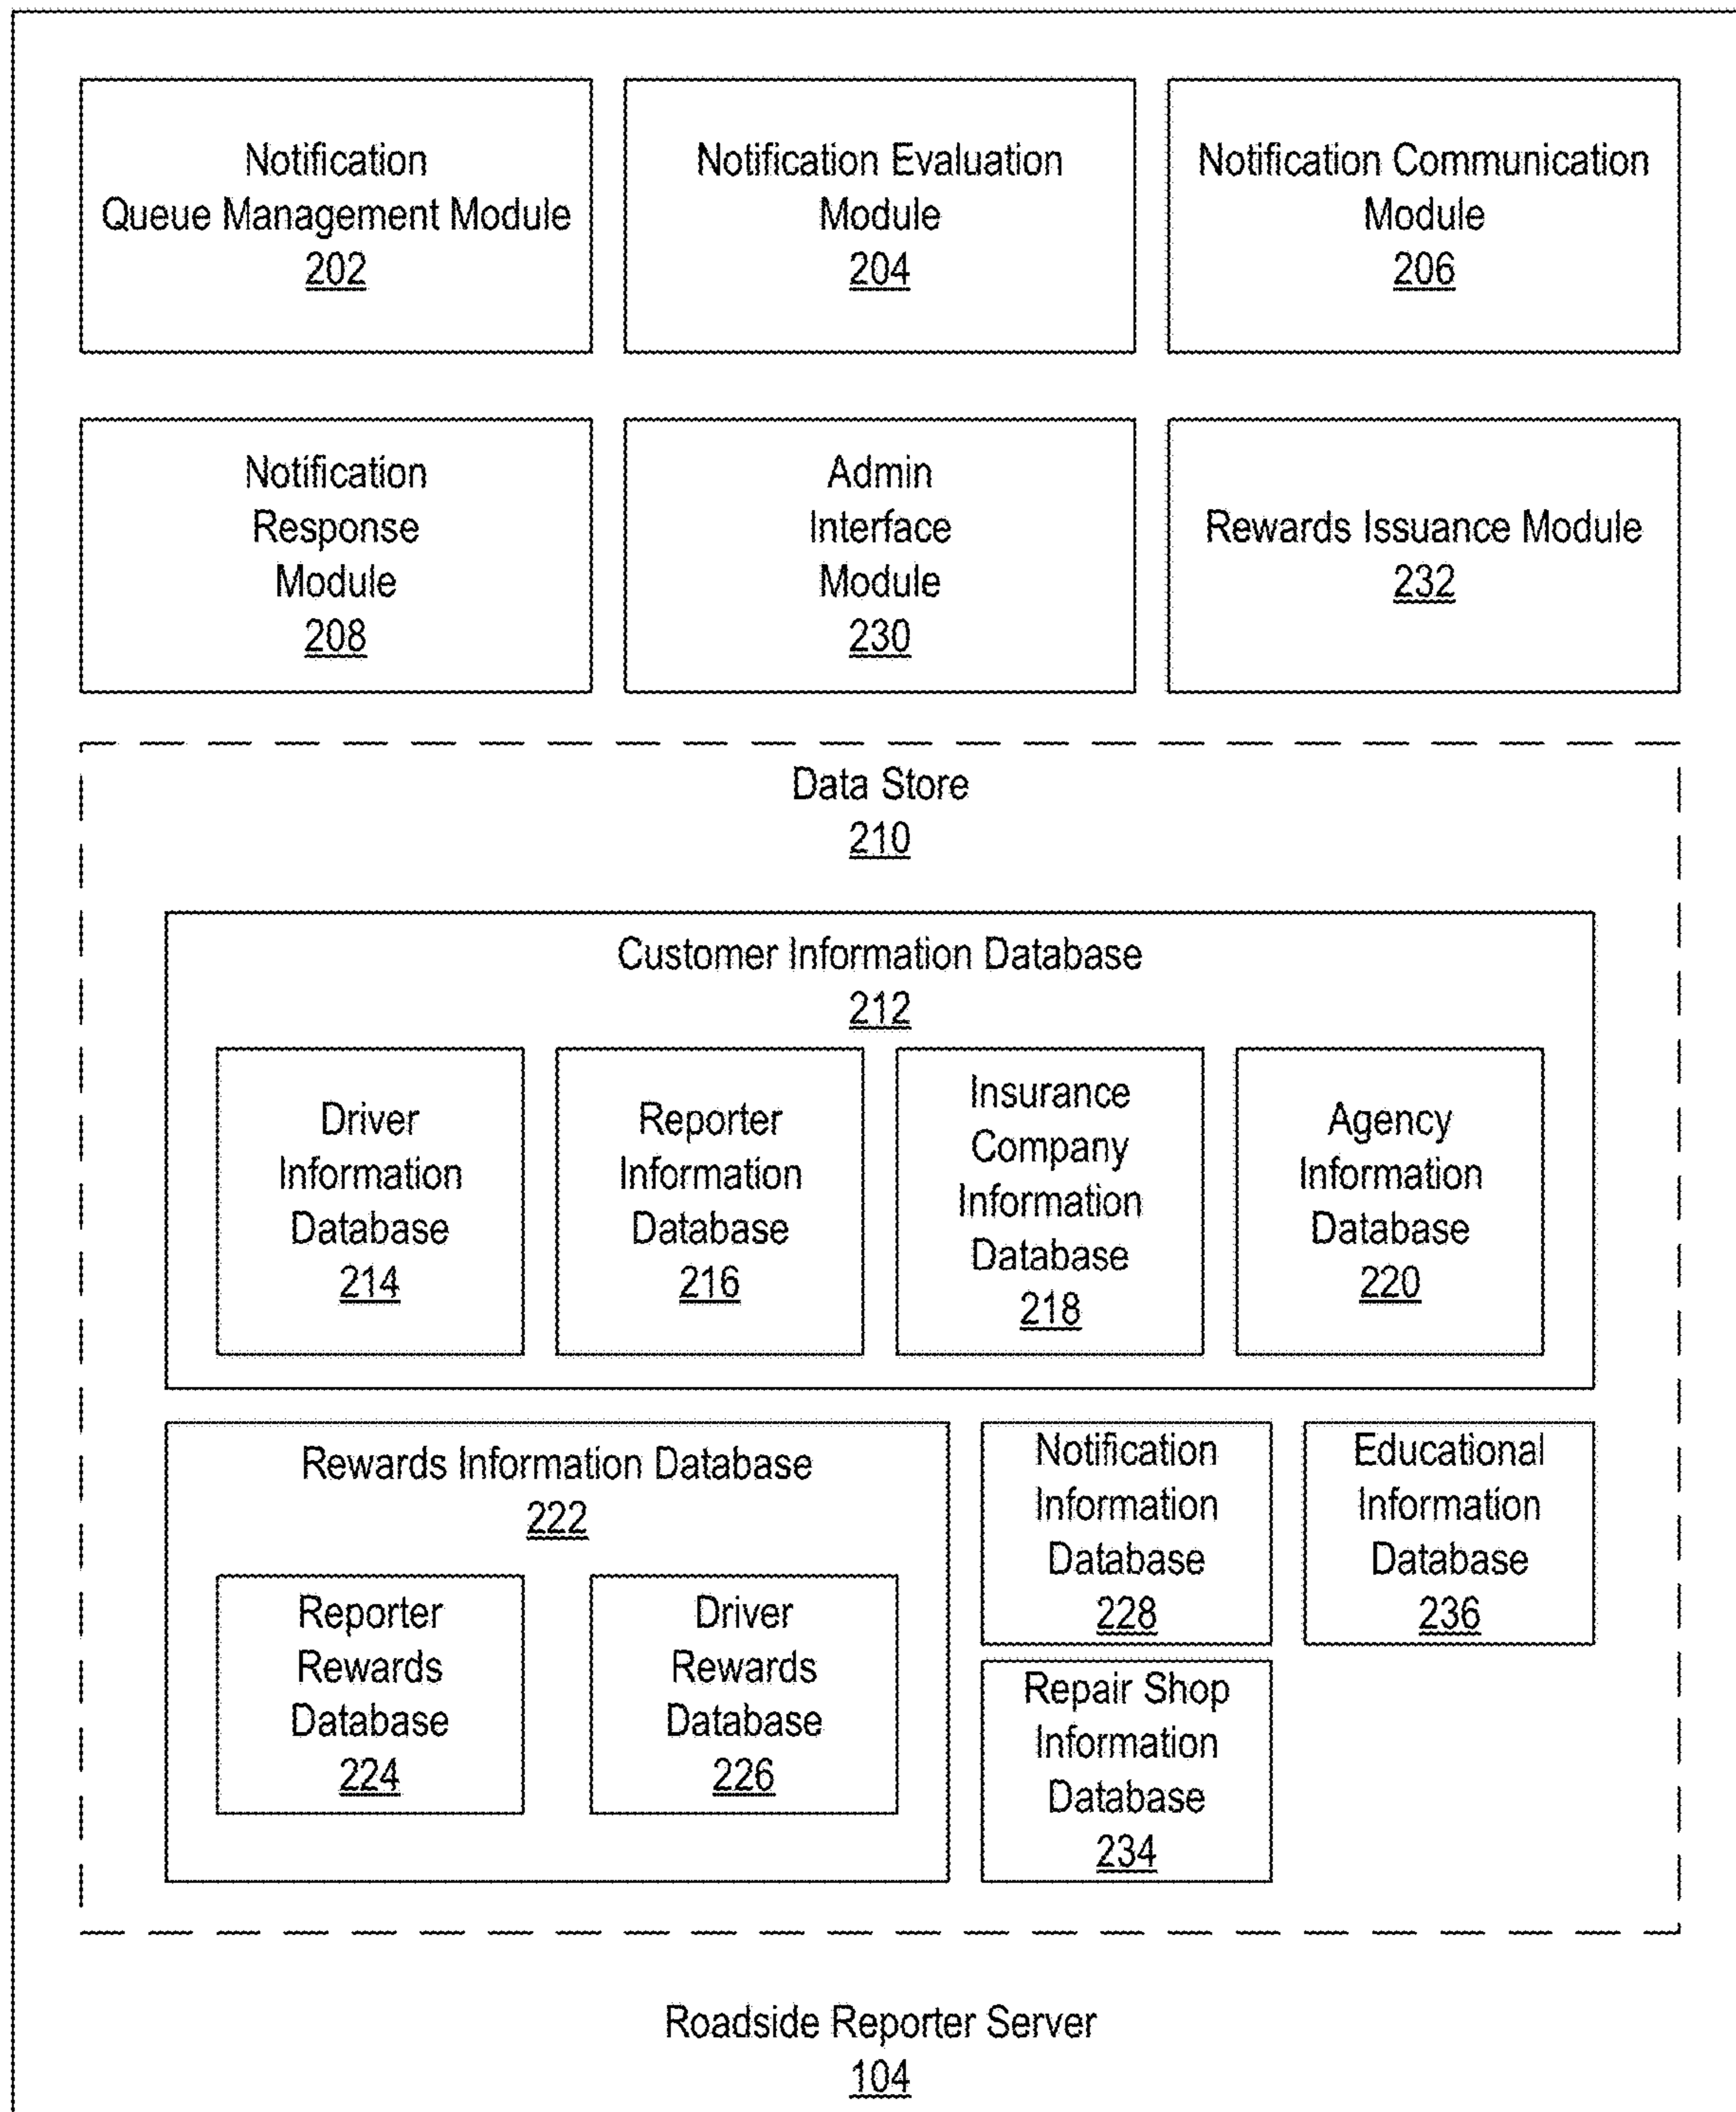 Notification
Queue Management Module
202
Notification Evaluation
Module
204
Notification Communication
Module
206
Notification
Response
Module
208
Admin
Interface
Module
230
Rewards Issuance Module
232
Data Store
210
Customer Information Database
212
Driver
Information
Database
214
Reporter
Information
Database
216
Insurance
Company
Information
Database
218
Agency
Information
Database
220
Rewards Information Database
222
Reporter
Rewards
Database
224
Driver
Rewards
Database
226
Notification
Information
Database
228
Educational
Information
Database
236
Repair Shop
Information
Database
234
Roadside Reporter Server
104